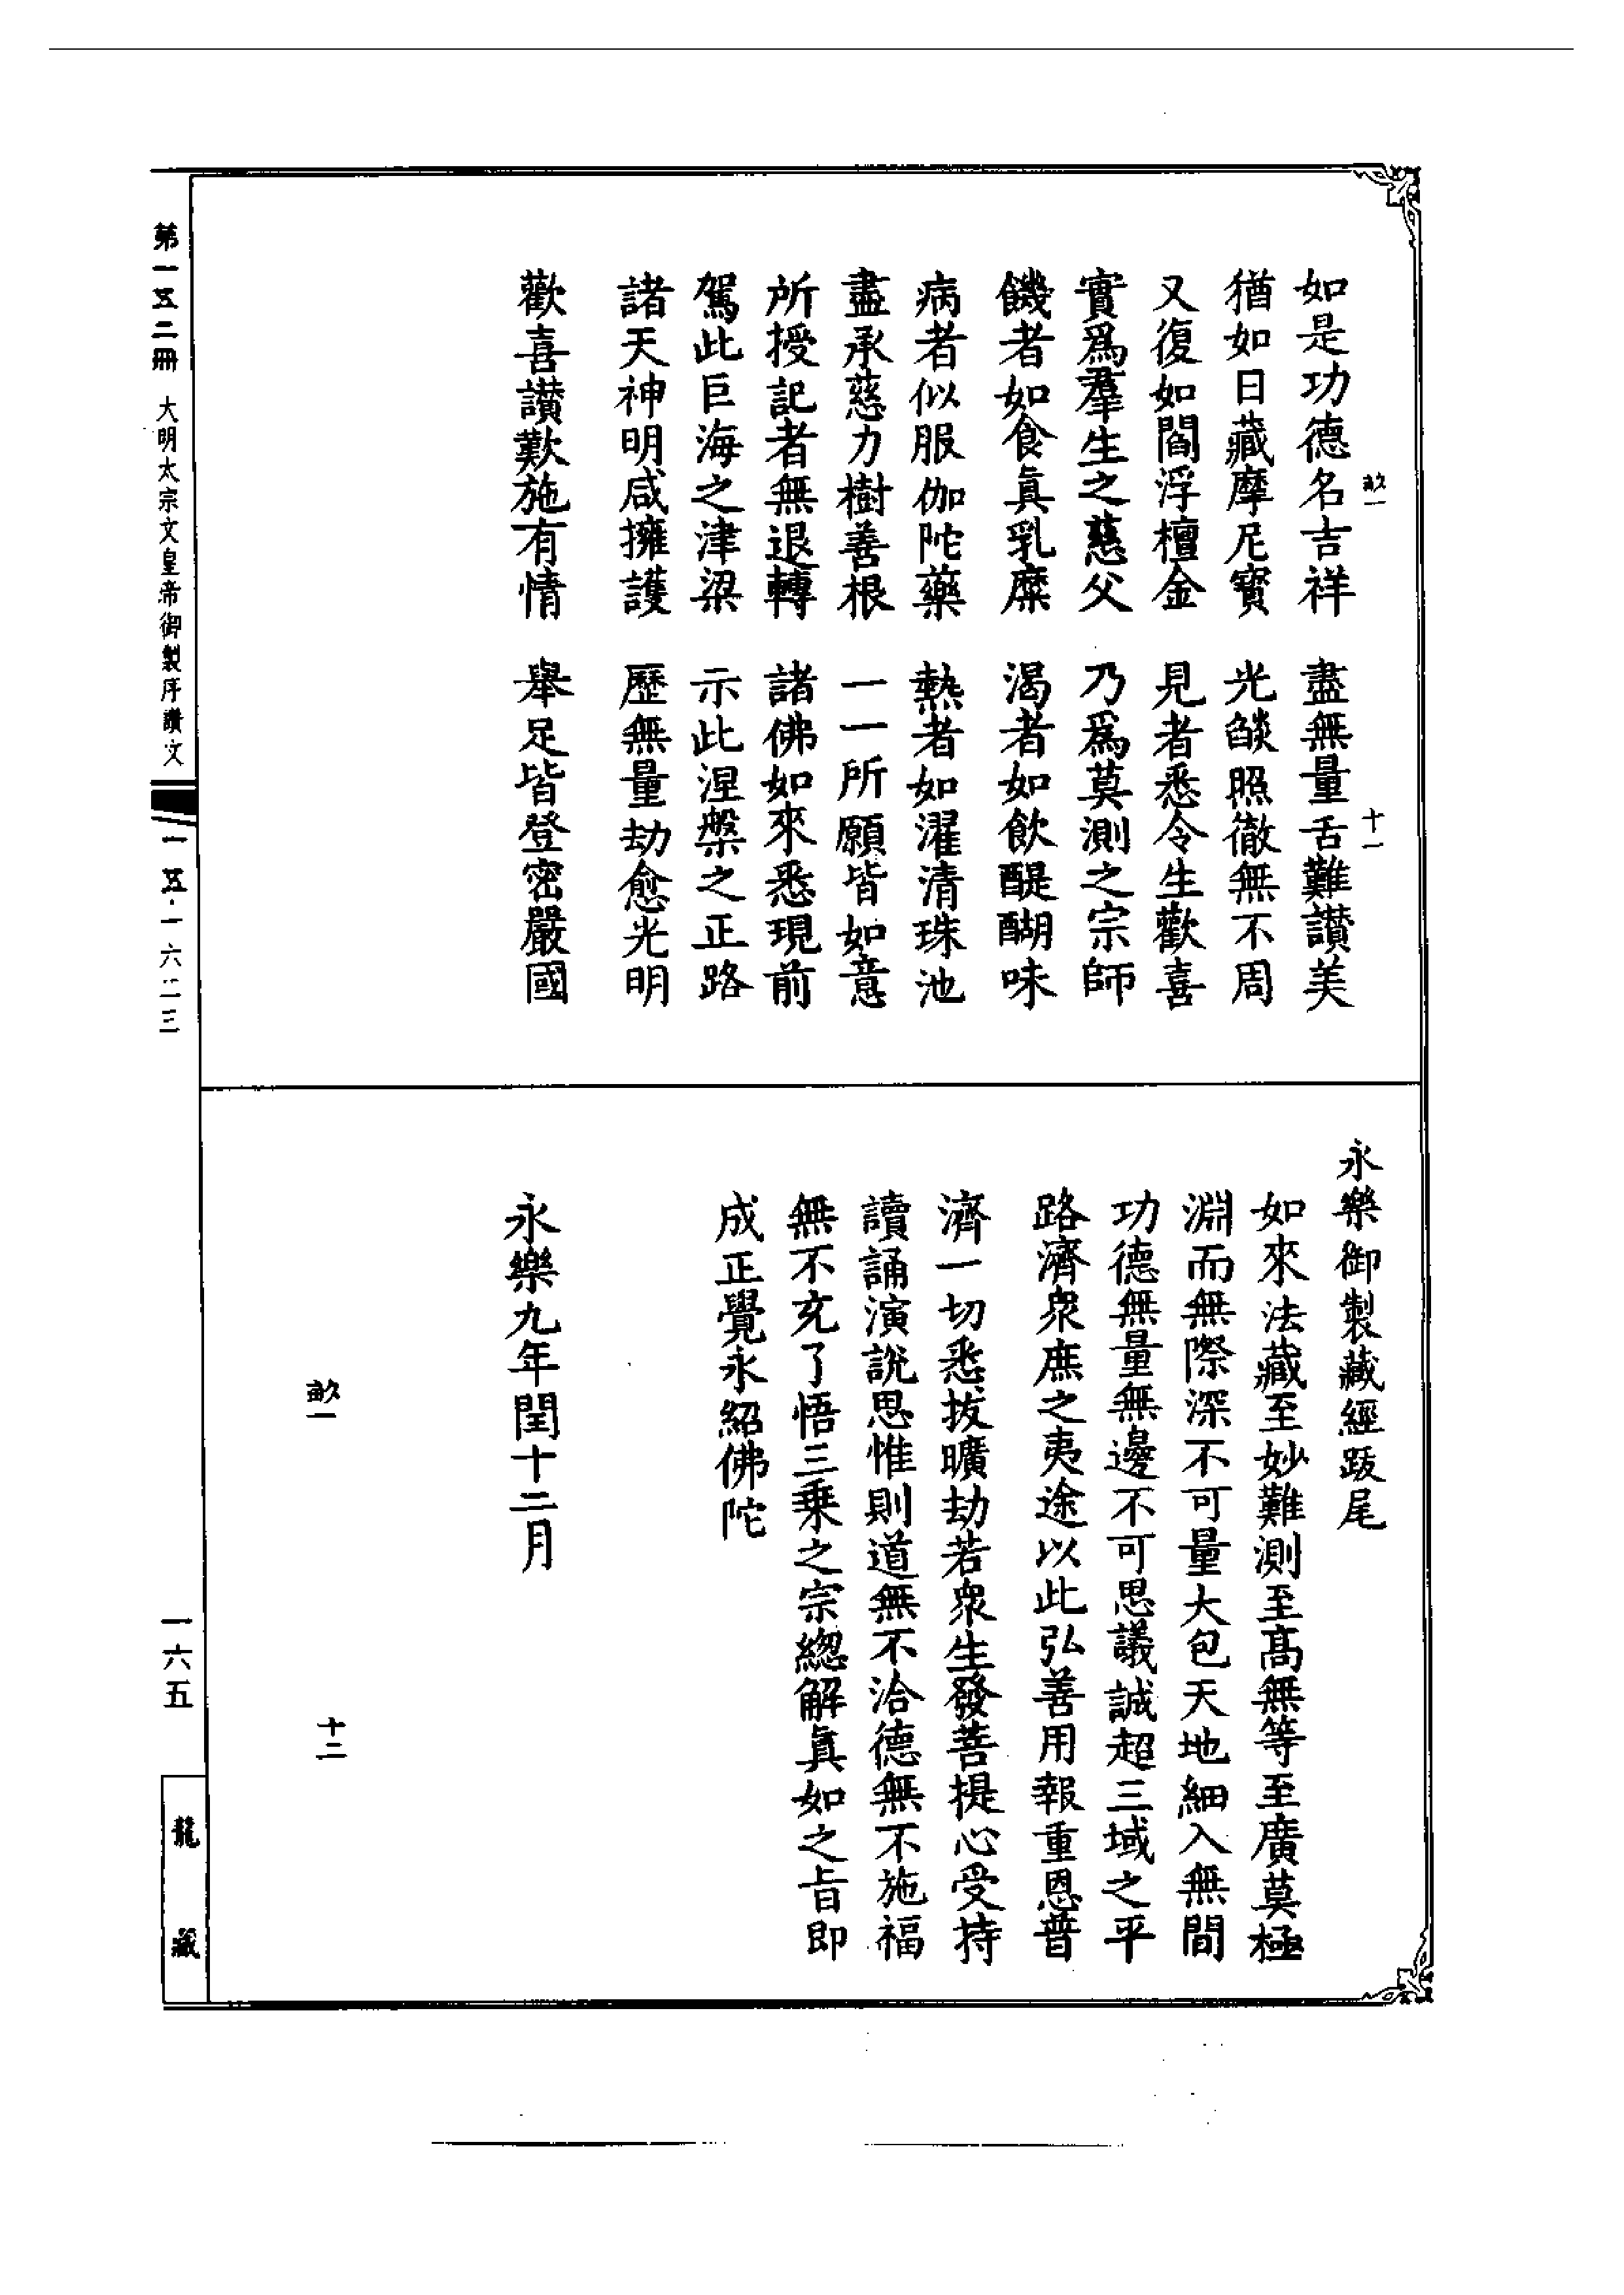 畝一 十一
如是功德名吉祥 盡無量舌難讃美
猶如日藏摩尼寳 光燄照徹無不周
又復如閻浮檀金 見者悉令生歡喜
實爲羣生之慈父 乃爲莫測之宗師
饑者如食眞乳糜 渴者如飲醍醐味
病者似服伽陀藥 熱者如濯清珠池
盡承慈力樹善根 一一所願皆如意
所授記者無退轉 諸佛如來悉現前
駕此巨海之津梁 示此涅槃之正路
諸天神明咸擁護 歷無量劫愈光明
歡喜讃歎施有情 舉足皆登密嚴國
永樂御製藏經跋尾
如來法藏至妙難測至高無等至廣莫極
淵而無際深不可量大包天地細入無間
功德無量無邊不可思議誠超三域之平
路濟衆庶之夷途以此弘善用報重恩普
濟一切悉拔曠劫若衆生發菩提心受持
讀誦演說思惟則道無不洽德無不施福
無不充了悟三乗之宗緫解眞如之旨即
成正覺永紹佛陀
永樂九年閏十二月
畝一 十二
第一五二冊 大明太宗文皇帝御製序讃文 一五·一六二三 一六五 龍藏